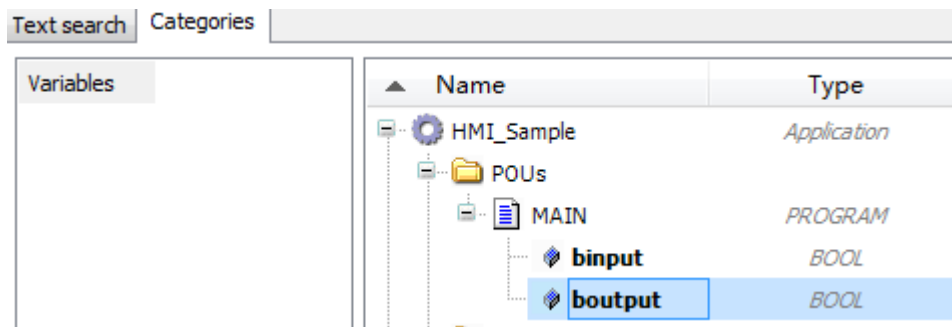 Text search Categories
Variables
Name Type
HMI_Sample Application
POUs
MAIN PROGRAM
binput BOOL
boutput BOOL